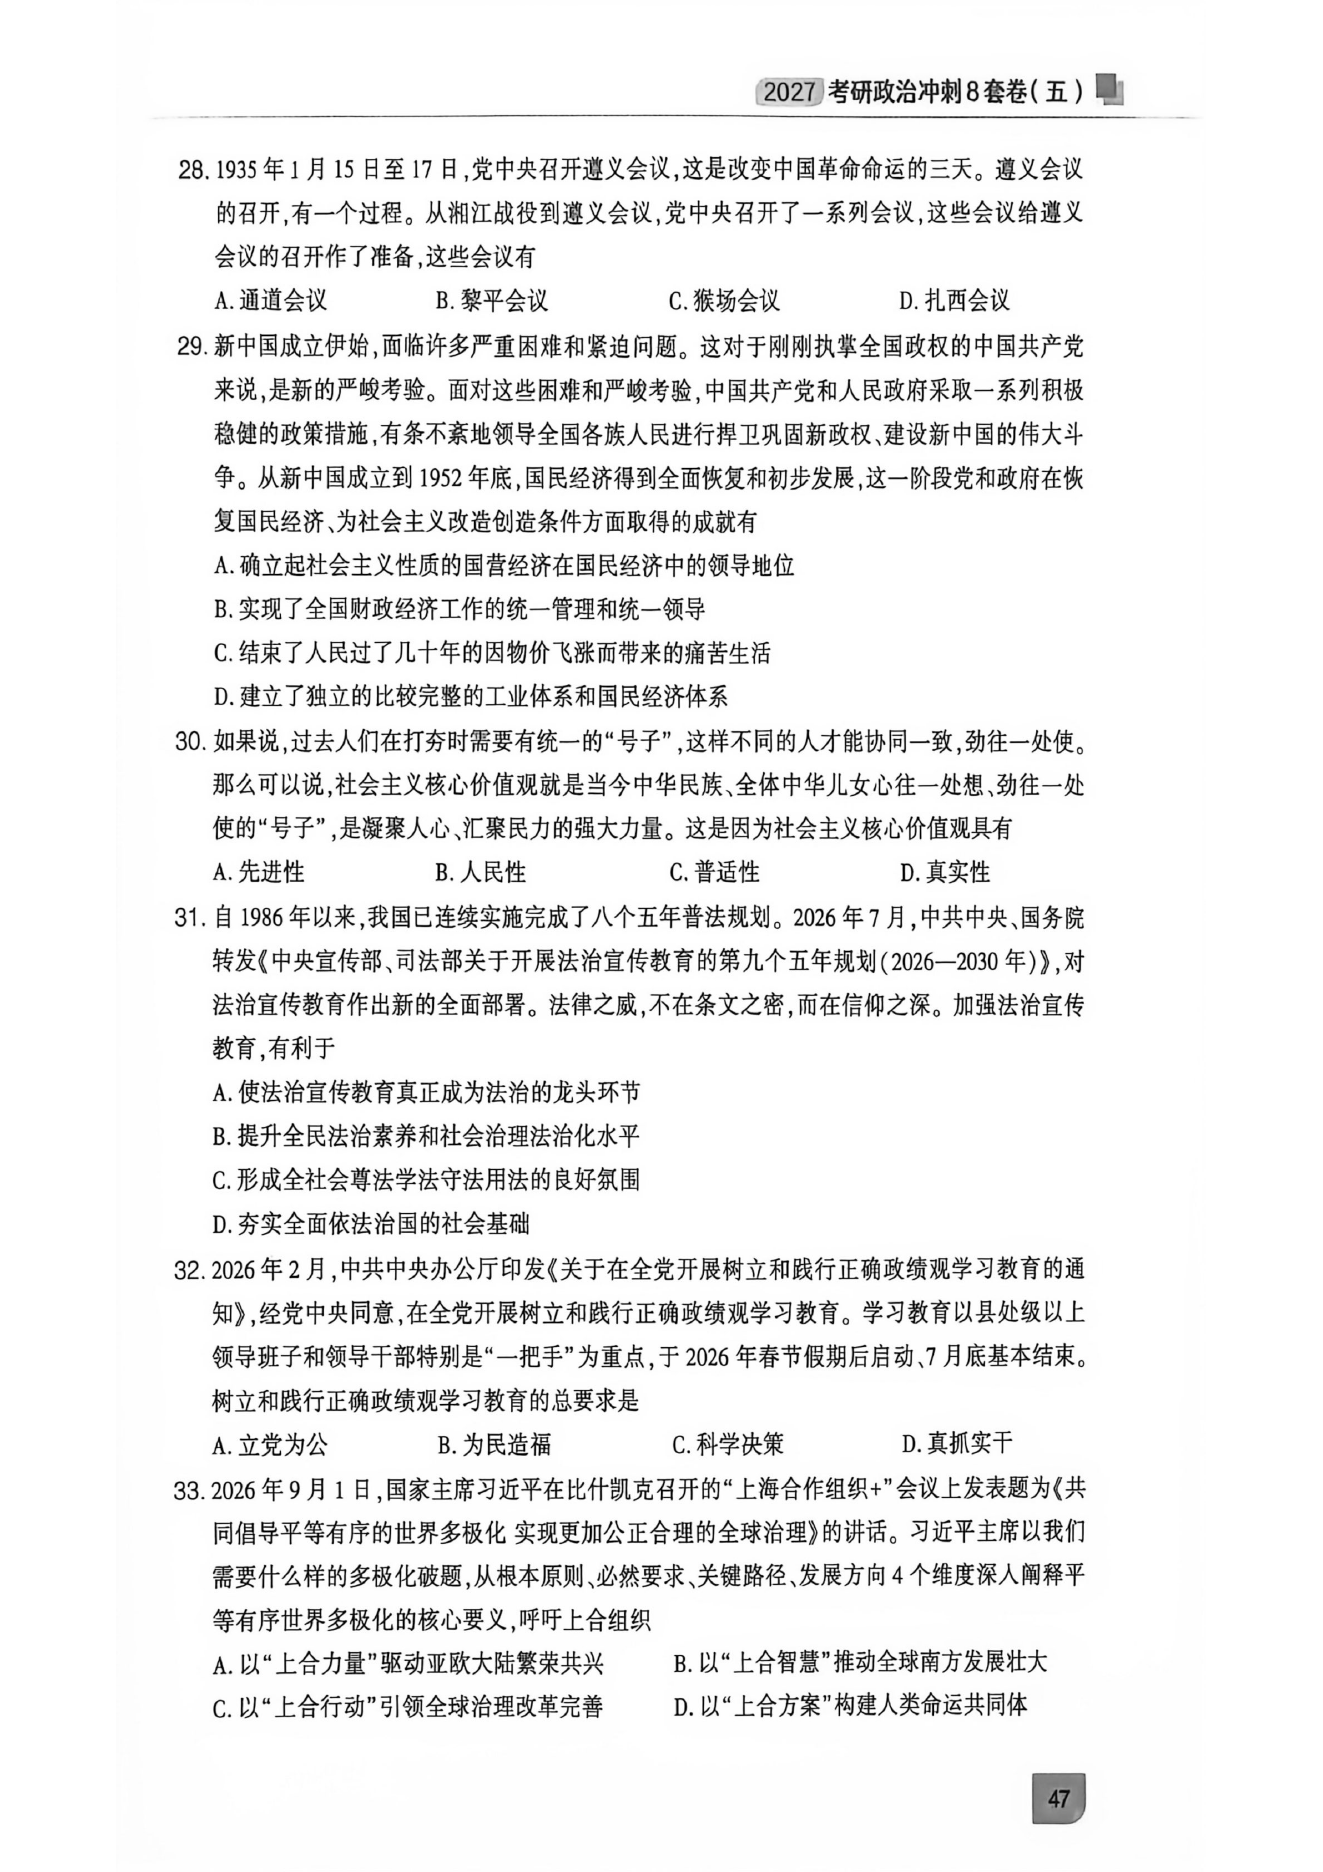 2027 考研政治冲刺8套卷(五)
28. 1935年1月15日至17日,党中央召开遵义会议,这是改变中国革命命运的三天。遵义会议
的召开,有一个过程。从湘江战役到遵义会议,党中央召开了一系列会议,这些会议给遵义
会议的召开作了准备,这些会议有
A. 通道会议 B. 黎平会议 C. 猴场会议 D. 扎西会议
29. 新中国成立伊始,面临许多严重困难和紧迫问题。这对于刚刚执掌全国政权的中国共产党
来说,是新的严峻考验。面对这些困难和严峻考验,中国共产党和人民政府采取一系列积极
稳健的政策措施,有条不紊地领导全国各族人民进行捍卫巩固新政权、建设新中国的伟大斗
争。从新中国成立到1952年底,国民经济得到全面恢复和初步发展,这一阶段党和政府在恢
复国民经济、为社会主义改造创造条件方面取得的成就有
A. 确立起社会主义性质的国营经济在国民经济中的领导地位
B. 实现了全国财政经济工作的统一管理和统一领导
C. 结束了人民过了几十年的因物价飞涨而带来的痛苦生活
D. 建立了独立的比较完整的工业体系和国民经济体系
30. 如果说,过去人们在打夯时需要有统一的“号子”,这样不同的人才能协同一致,劲往一处使。
那么可以说,社会主义核心价值观就是当今中华民族、全体中华儿女心往一处想、劲往一处
使的“号子”,是凝聚人心、汇聚民力的强大力量。这是因为社会主义核心价值观具有
A. 先进性 B. 人民性 C. 普适性 D. 真实性
31. 自1986年以来,我国已连续实施完成了八个五年普法规划。2026年7月,中共中央、国务院
转发《中央宣传部、司法部关于开展法治宣传教育的第九个五年规划(2026—2030年)》,对
法治宣传教育作出新的全面部署。法律之威,不在条文之密,而在信仰之深。加强法治宣传
教育,有利于
A. 使法治宣传教育真正成为法治的龙头环节
B. 提升全民法治素养和社会治理法治化水平
C. 形成全社会尊法学法守法用法的良好氛围
D. 夯实全面依法治国的社会基础
32. 2026年2月,中共中央办公厅印发《关于在全党开展树立和践行正确政绩观学习教育的通
知》,经党中央同意,在全党开展树立和践行正确政绩观学习教育。学习教育以县处级以上
领导班子和领导干部特别是“一把手”为重点,于2026年春节假期后启动、7月底基本结束。
树立和践行正确政绩观学习教育的总要求是
A. 立党为公 B. 为民造福 C. 科学决策 D. 真抓实干
33. 2026年9月1日,国家主席习近平在比什凯克召开的“上海合作组织+”会议上发表题为《共
同倡导平等有序的世界多极化 实现更加公正合理的全球治理》的讲话。习近平主席以我们
需要什么样的多极化破题,从根本原则、必然要求、关键路径、发展方向4个维度深入阐释平
等有序世界多极化的核心要义,呼吁上合组织
A. 以“上合力量”驱动亚欧大陆繁荣共兴 B. 以“上合智慧”推动全球南方发展壮大
C. 以“上合行动”引领全球治理改革完善 D. 以“上合方案”构建人类命运共同体
47